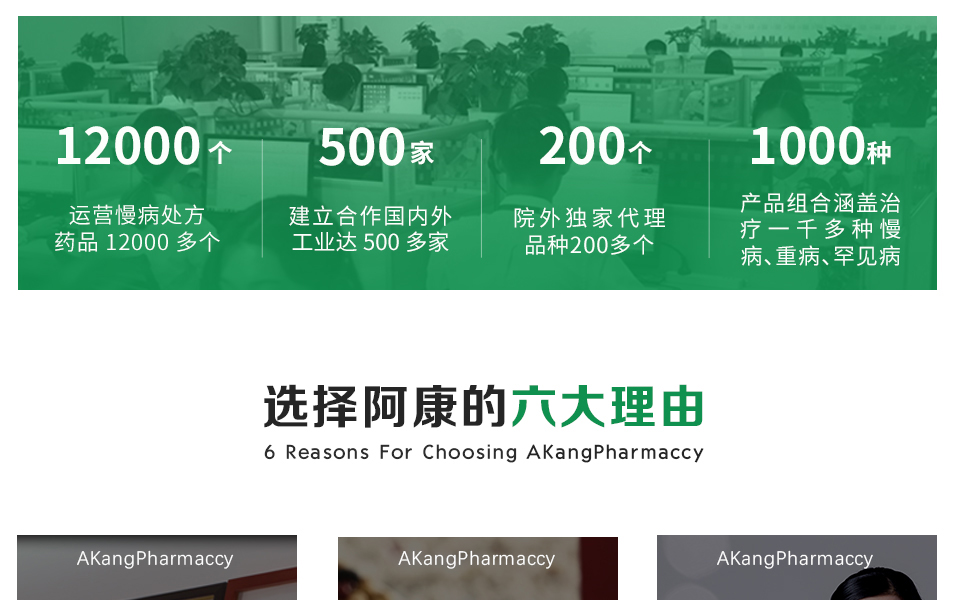 12000个
运营慢病处方
药品 12000 多个
500家
建立合作国内外
工业达 500 多家
200个
院外独家代理
品种200多个
1000种
产品组合涵盖治
疗一千多种慢
病、重病、罕见病
选择阿康的六大理由
6 Reasons For Choosing AKangPharmaccy
AKangPharmaccy
AKangPharmaccy
AKangPharmaccy